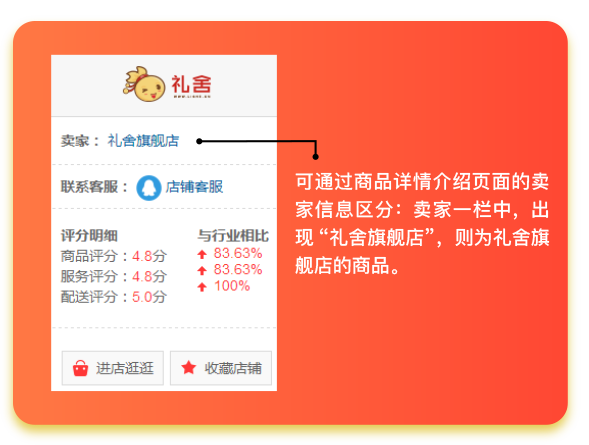 礼舍
卖家： 礼舍旗舰店
联系客服： 店铺客服
评分明细 与行业相比
商品评分：4.8分 83.63%
服务评分：4.8分 83.63%
配送评分：5.0分 100%
进店逛逛 收藏店铺
可通过商品详情介绍页面的卖
家信息区分：卖家一栏中，出
现“礼舍旗舰店”，则为礼舍旗
舰店的商品。